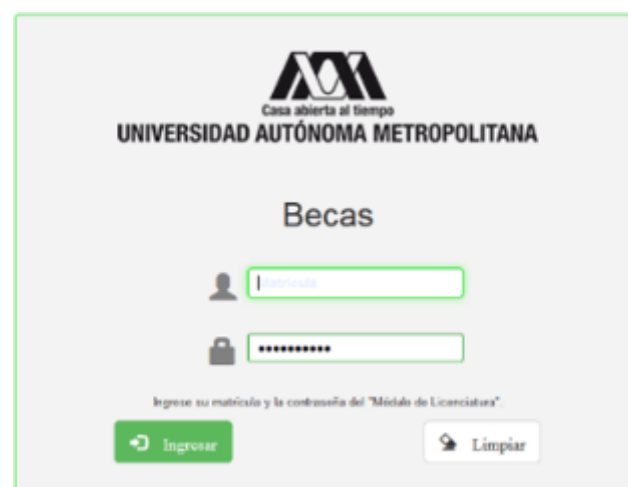 Casa abierta al tiempo
UNIVERSIDAD AUTÓNOMA METROPOLITANA
Becas
Matrícula
••••••••••
Ingrese su matrícula y la contraseña del "Módulo de Licenciatura".
Ingresar
Limpiar